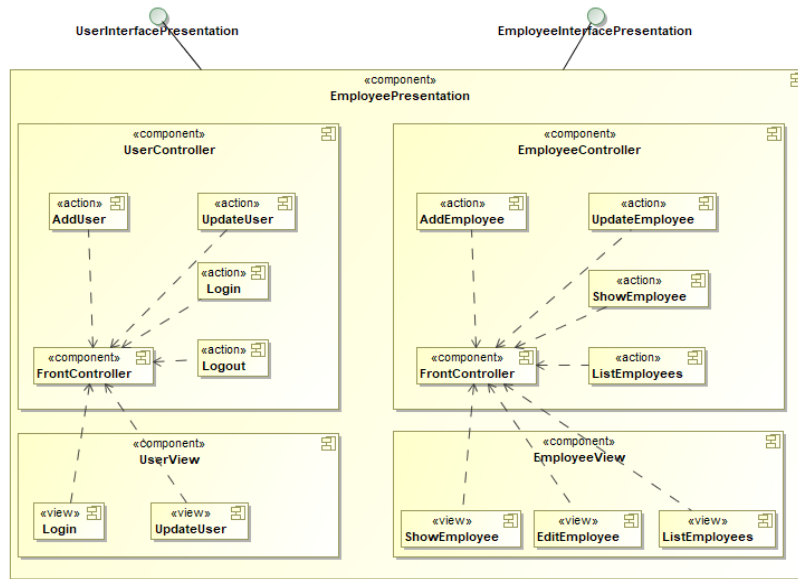 UserInterfacePresentation
EmployeeInterfacePresentation
«component»
EmployeePresentation
«component»
UserController
«action»
AddUser
«action»
UpdateUser
«action»
Login
«action»
Logout
«component»
FrontController
«component»
EmployeeController
«action»
AddEmployee
«action»
UpdateEmployee
«action»
ShowEmployee
«action»
ListEmployees
«component»
FrontController
«component»
UserView
«view»
Login
«view»
UpdateUser
«component»
EmployeeView
«view»
ShowEmployee
«view»
EditEmployee
«view»
ListEmployees